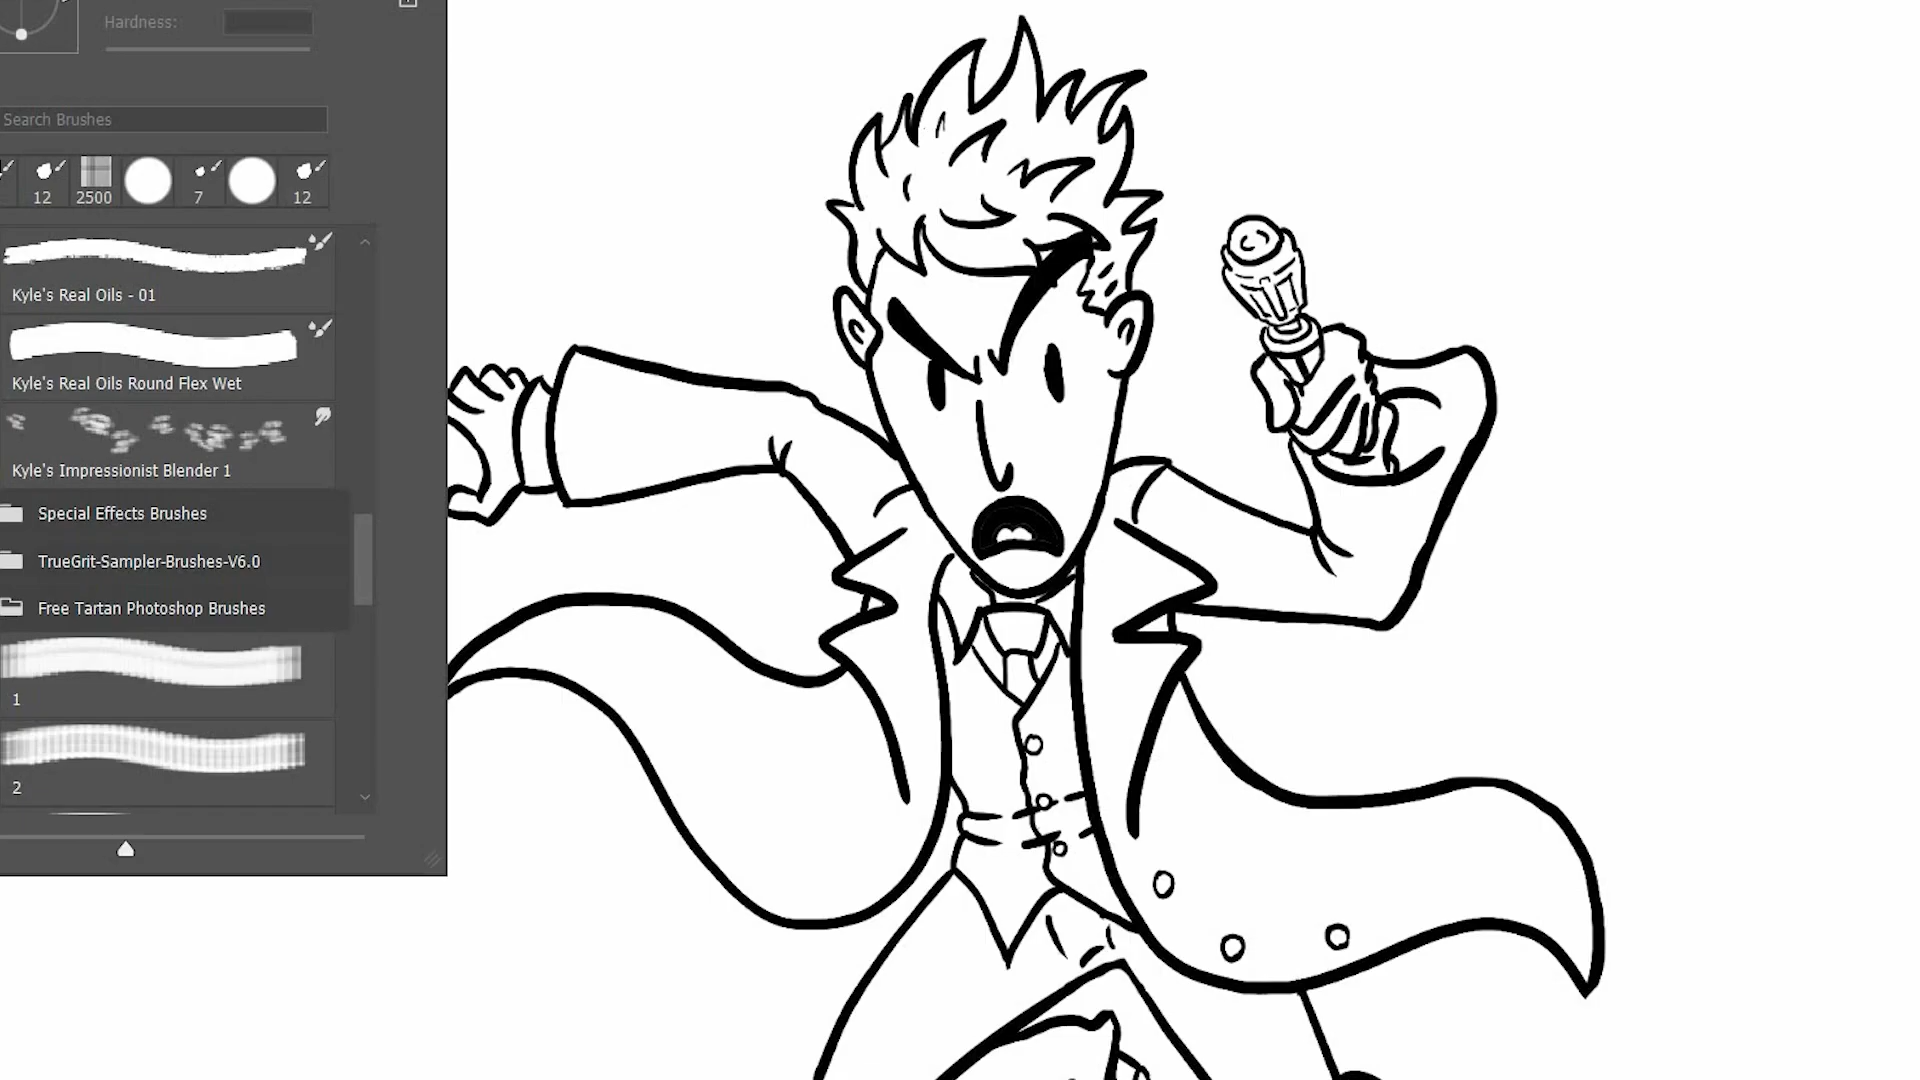 Hardness:
Search Brushes
12 2500 7 12
Kyle's Real Oils - 01
Kyle's Real Oils Round Flex Wet
Kyle's Impressionist Blender 1
Special Effects Brushes
TrueGrit-Sampler-Brushes-V6.0
Free Tartan Photoshop Brushes
1
2